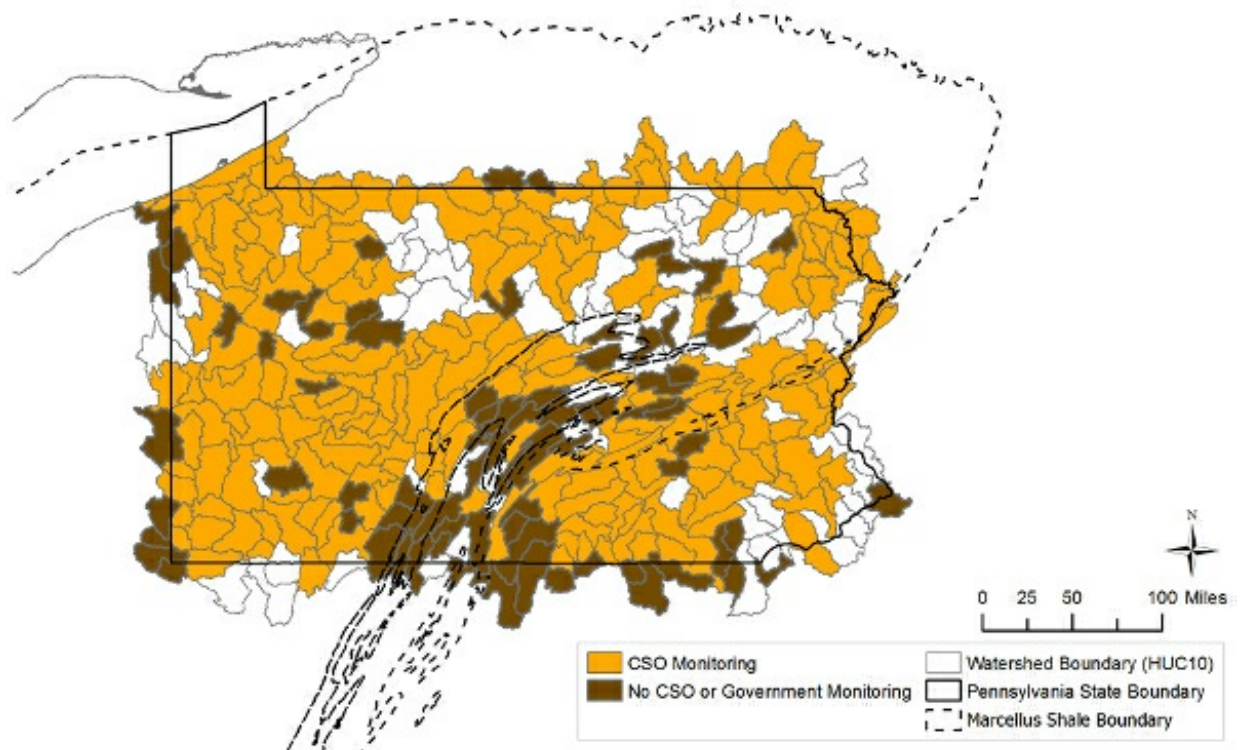 N
0 25 50 100 Miles
CSO Monitoring
No CSO or Government Monitoring
Watershed Boundary (HUC10)
Pennsylvania State Boundary
Marcellus Shale Boundary